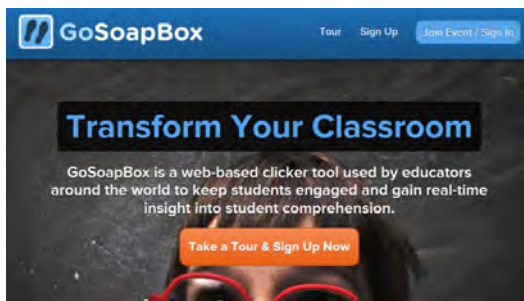 GoSoapBox
Tour
Sign Up
Join Event / Sign In
Transform Your Classroom
GoSoapBox is a web-based clicker tool used by educators
around the world to keep students engaged and gain real-time
insight into student comprehension.
Take a Tour & Sign Up Now